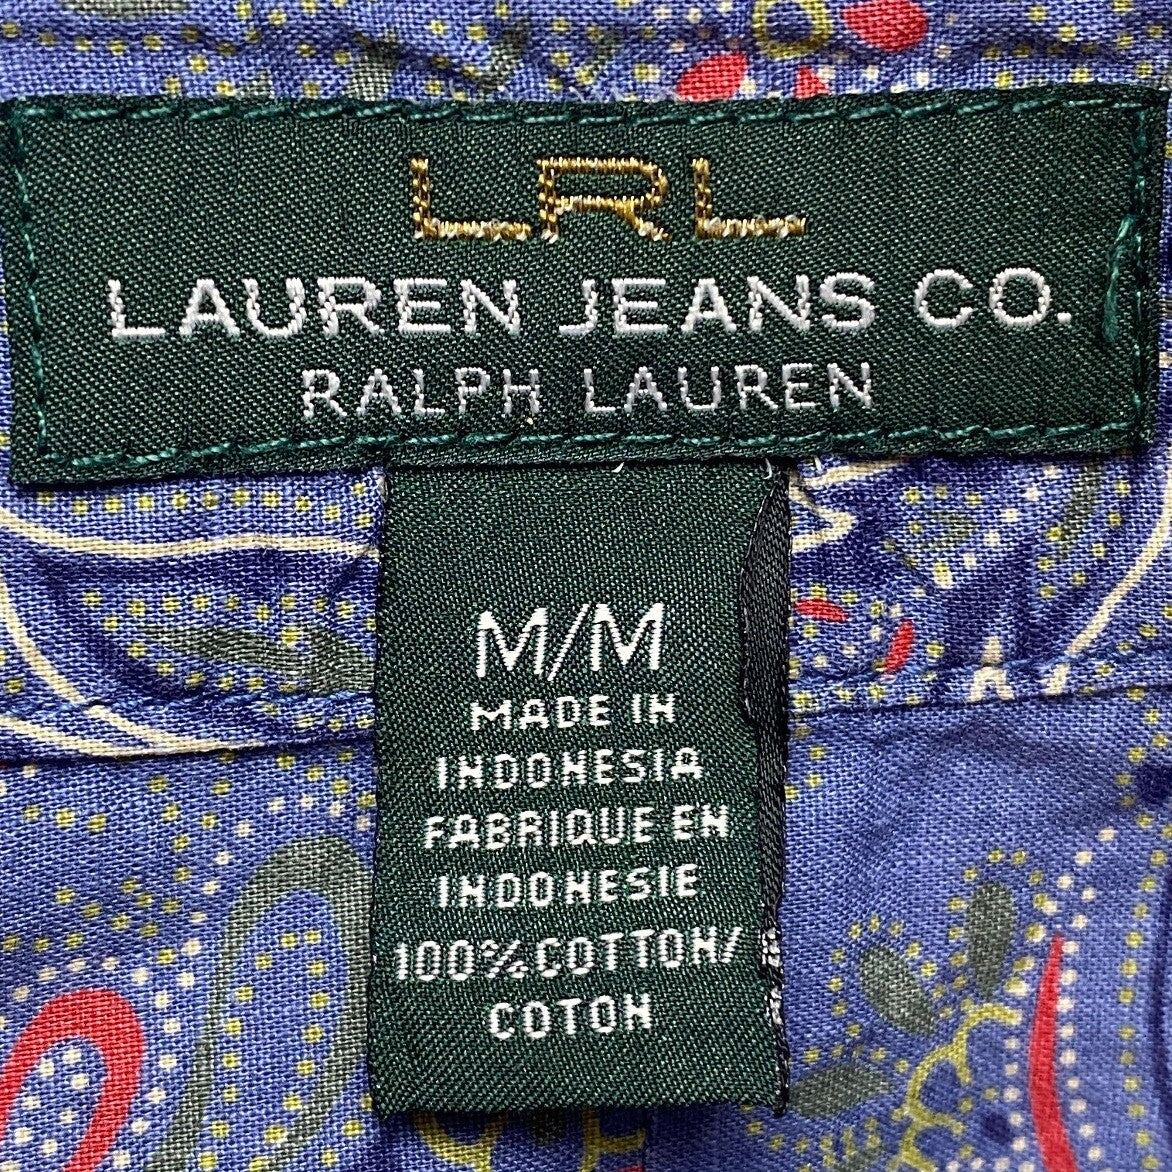 LRL
LAUREN JEANS CO.
RALPH LAUREN
M/M
MADE IN
INDONESIA
FABRIQUE EN
INDONESIE
100% COTTON/
COTON